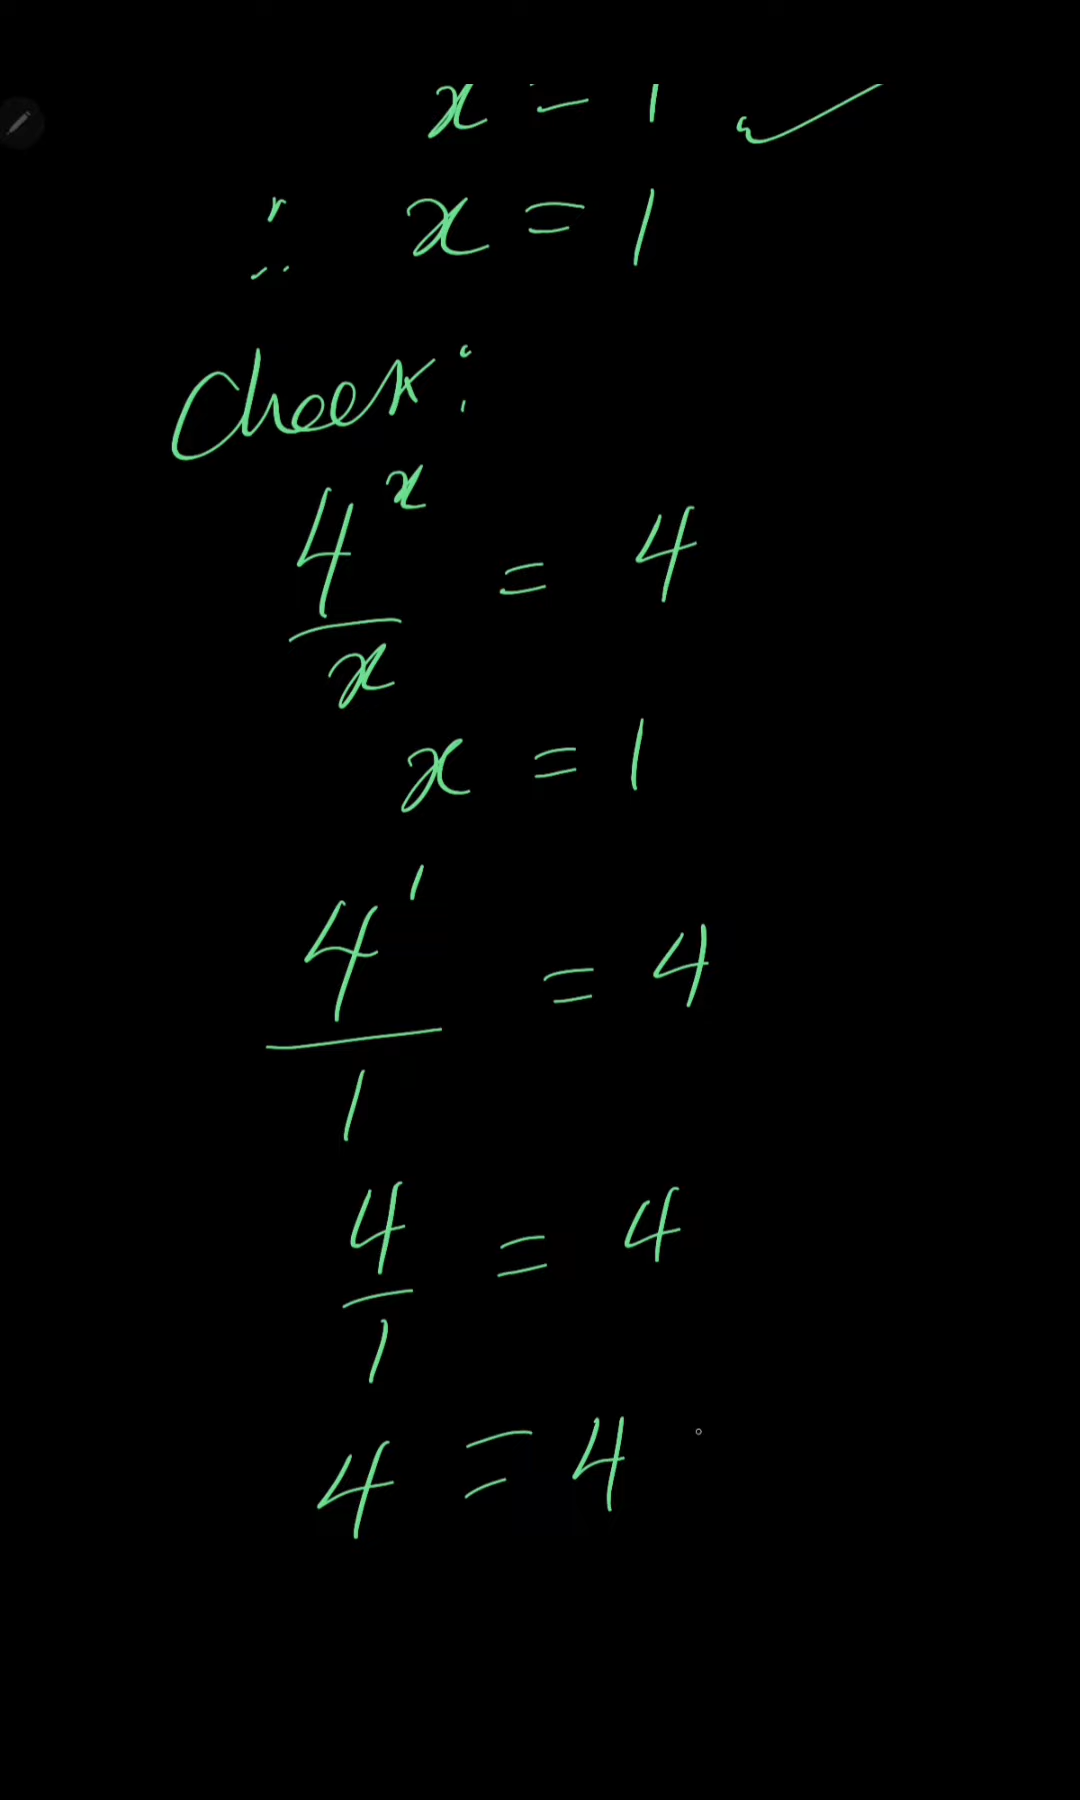 x = 1 ✓
∴ x = 1
Check:
4^x/x = 4
x = 1
4^1/1 = 4
4/1 = 4
4 = 4